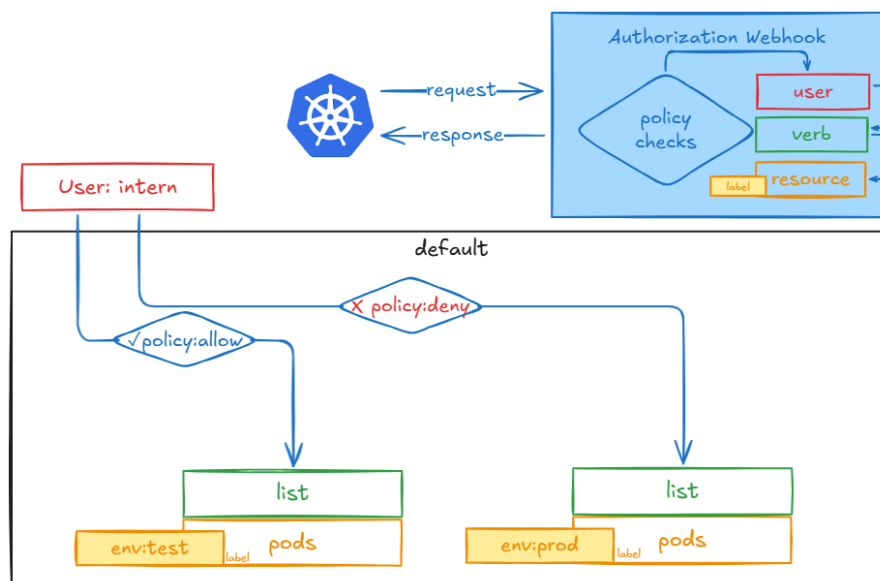 Authorization Webhook
request
response
policy
checks
user
verb
resource
label
User: intern
default
X policy:deny
√policy:allow
list
pods
env:test
label
list
pods
env:prod
label